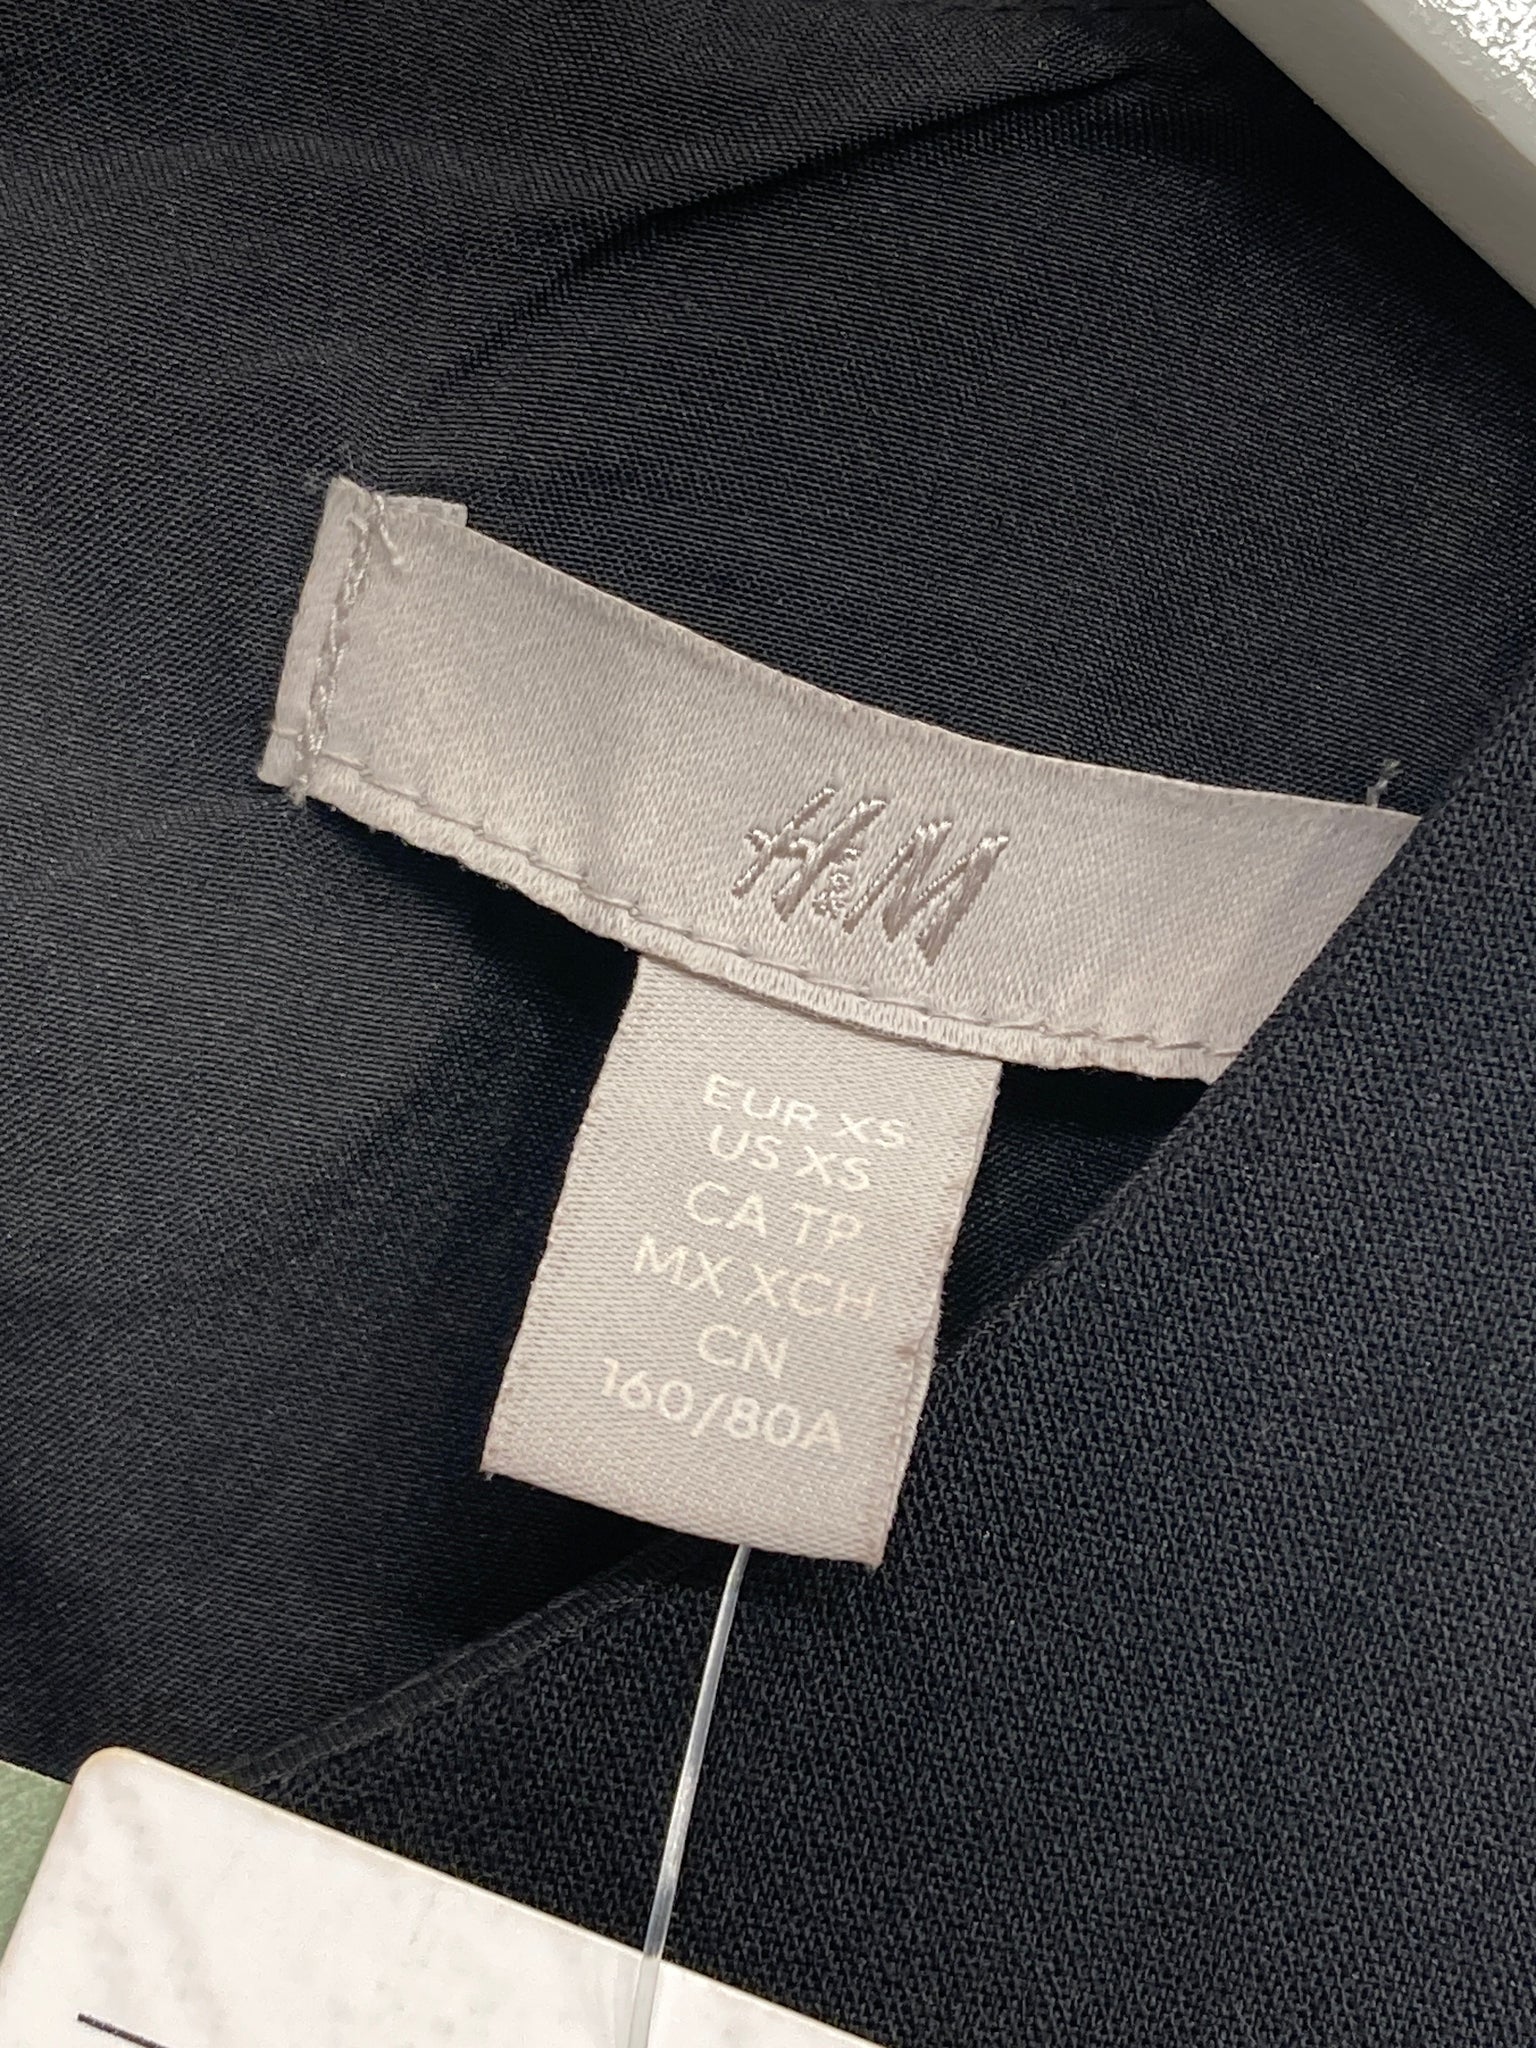 H&M
EUR XS
US XS
CA TP
MX XCH
CN
160/80A